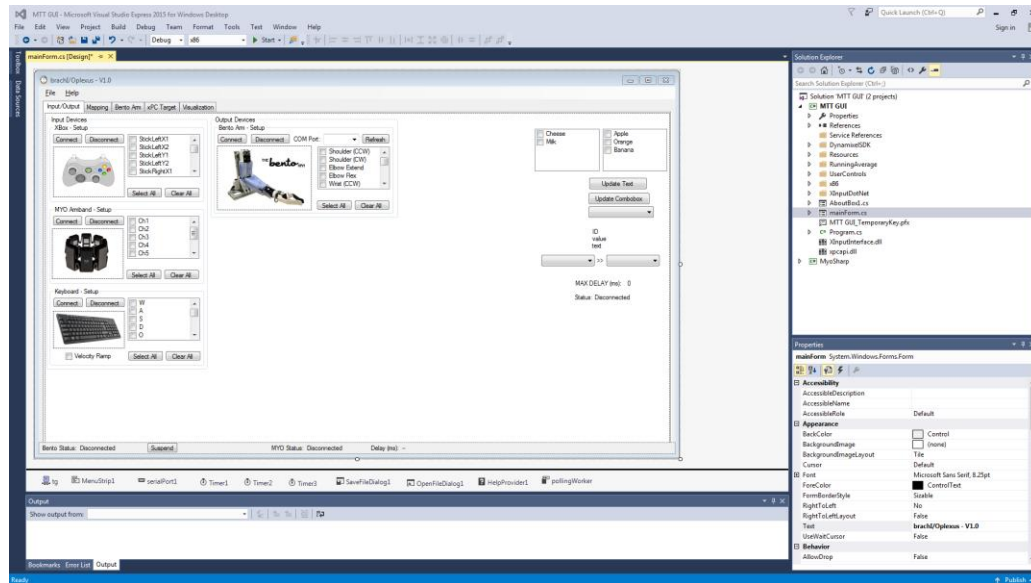 MTT GUI - Microsoft Visual Studio Express 2015 for Windows Desktop
Quick Launch (Ctrl+Q)
File Edit View Project Build Debug Team Format Tools Test Window Help
Sign in
Debug x86 Start
Toolbox
Data Sources
mainForm.cs [Design]*
brachI/Oplexus - V1.0
File Help
Input/Output Mapping Bento Arm xPC Target Visualization
Input Devices
XBox - Setup
Connect Disconnect
StickLeftX1
StickLeftX2
StickLeftY1
StickLeftY2
StickRightX1
Select All Clear All
MYO Armband - Setup
Connect Disconnect
Ch1
Ch2
Ch3
Ch4
Ch5
Select All Clear All
Keyboard - Setup
Connect Disconnect
W
A
S
D
O
Velocity Ramp Select All Clear All
Output Devices
Bento Arm - Setup
Connect Disconnect COM Port: Refresh
THE bento arm
Shoulder (CCW)
Shoulder (CW)
Elbow Extend
Elbow Flex
Wrist (CCW)
Select All Clear All
Cheese
Milk
Apple
Orange
Banana
Update Text
Update Combobox
ID
value
text
>>
MAX DELAY (ms): 0
Status: Disconnected
Bento Status: Disconnected Suspend MYO Status: Disconnected Delay (ms): --
tg MenuStrip1 serialPort1 Timer1 Timer2 Timer3 SaveFileDialog1 OpenFileDialog1 HelpProvider1 pollingWorker
Output
Show output from:
Bookmarks Error List Output
Solution Explorer
Search Solution Explorer (Ctrl+;)
Solution 'MTT GUI' (2 projects)
MTT GUI
Properties
References
Service References
DynamixelSDK
Resources
RunningAverage
UserControls
x86
XInputDotNet
AboutBox1.cs
mainForm.cs
MTT GUI_TemporaryKey.pfx
Program.cs
XInputInterface.dll
xpcapi.dll
MyoSharp
Properties
mainForm System.Windows.Forms.Form
Accessibility
AccessibleDescription
AccessibleName
AccessibleRole Default
Appearance
BackColor Control
BackgroundImage (none)
BackgroundImageLayout Tile
Cursor Default
Font Microsoft Sans Serif, 8.25pt
ForeColor ControlText
FormBorderStyle Sizable
RightToLeft No
RightToLeftLayout False
Text brachI/Oplexus - V1.0
UseWaitCursor False
Behavior
AllowDrop False
Ready
Publish